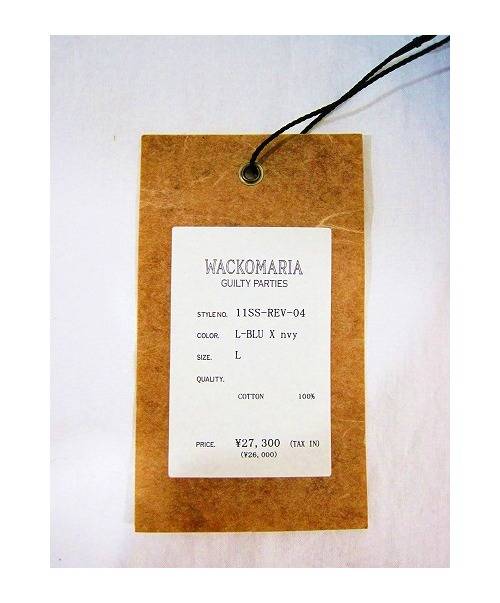 WACKOMARIA
GUILTY PARTIES
STYLE NO. 11SS-REV-04
COLOR. L-BLU X nvy
SIZE. L
QUALITY.
COTTON 100%
PRICE. ¥27,300 (TAX IN)
(¥26,000)